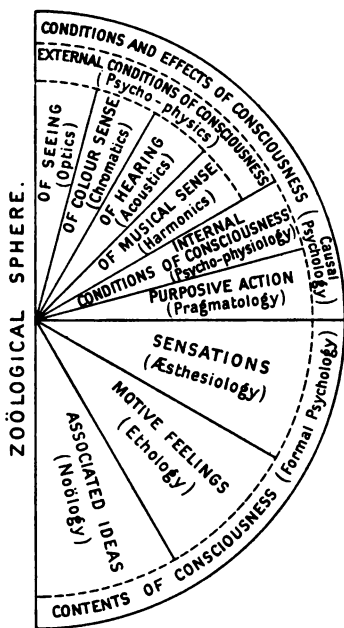 ZOÖLOGICAL SPHERE.
CONDITIONS AND EFFECTS OF CONSCIOUSNESS
(Causal
Psychology)
EXTERNAL CONDITIONS OF CONSCIOUSNESS
(Psycho-physics)
OF SEEING
(Optics)
OF COLOUR SENSE
(Chromatics)
OF HEARING
(Acoustics)
OF MUSICAL SENSE
(Harmonics)
INTERNAL
CONDITIONS OF CONSCIOUSNESS
(Psycho-physiology)
PURPOSIVE ACTION
(Pragmatology)
SENSATIONS
(Æsthesiology)
MOTIVE FEELINGS
(Ethology)
ASSOCIATED IDEAS
(Noölogy)
CONTENTS OF CONSCIOUSNESS (Formal Psychology)